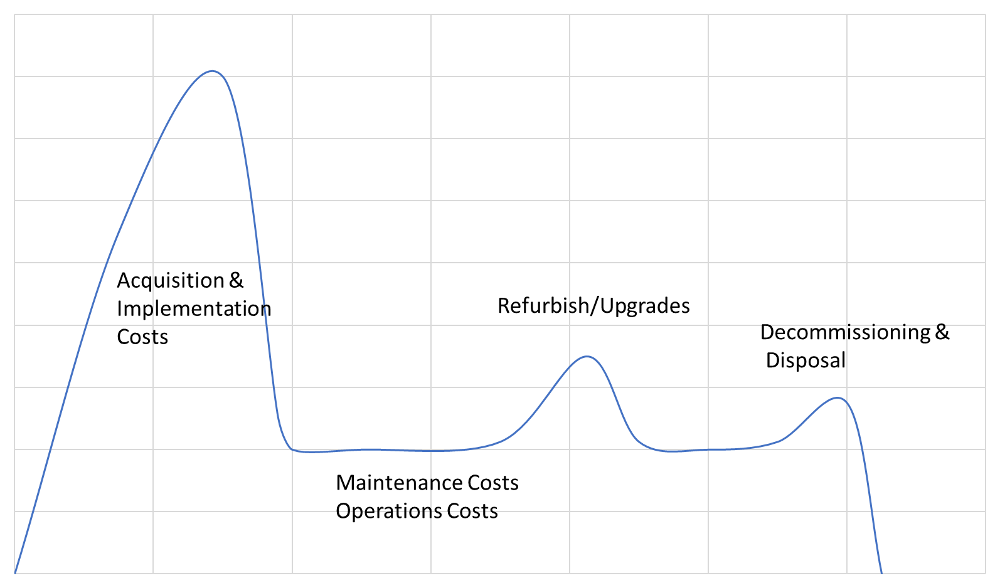 Acquisition &
Implementation
Costs
Refurbish/Upgrades
Decommissioning &
Disposal
Maintenance Costs
Operations Costs